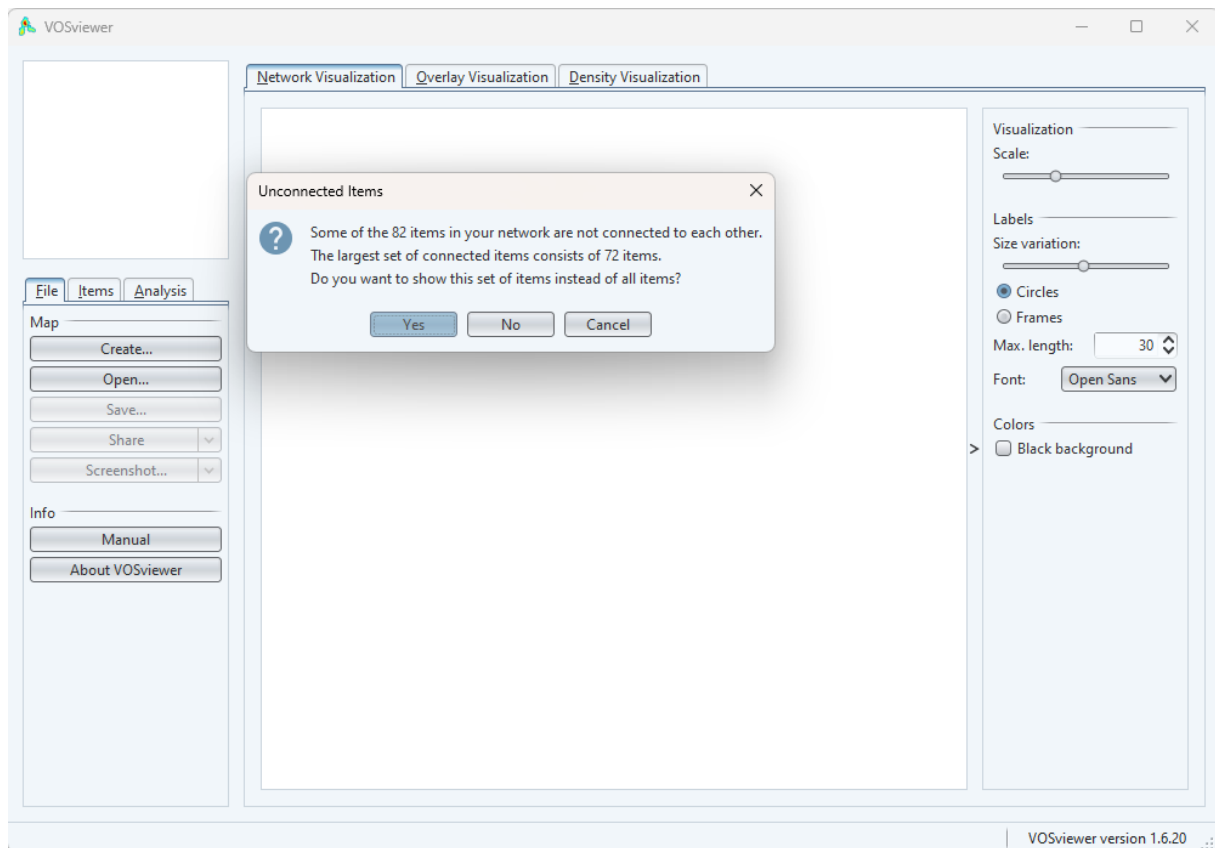 VOSviewer
Network Visualization Overlay Visualization Density Visualization
Unconnected Items
Some of the 82 items in your network are not connected to each other.
The largest set of connected items consists of 72 items.
Do you want to show this set of items instead of all items?
Yes No Cancel
File Items Analysis
Map
Create...
Open...
Save...
Share
Screenshot...
Info
Manual
About VOSviewer
Visualization
Scale:
Labels
Size variation:
Circles
Frames
Max. length: 30
Font: Open Sans
Colors
> Black background
VOSviewer version 1.6.20